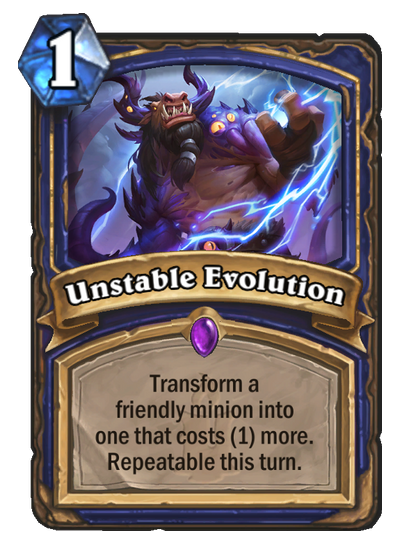 1
Unstable Evolution
Transform a
friendly minion into
one that costs (1) more.
Repeatable this turn.